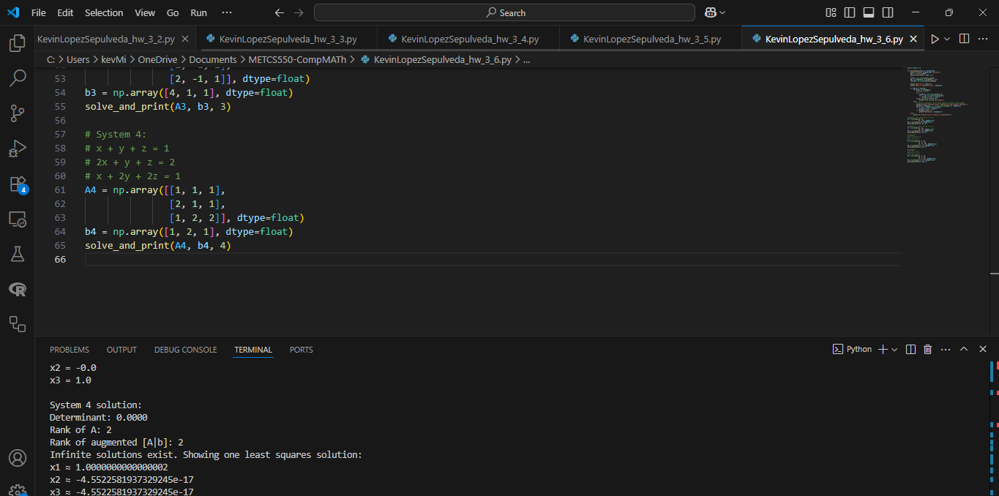 File Edit Selection View Go Run ··· Search
KevinLopezSepulveda_hw_3_2.py KevinLopezSepulveda_hw_3_3.py KevinLopezSepulveda_hw_3_4.py KevinLopezSepulveda_hw_3_5.py KevinLopezSepulveda_hw_3_6.py
C: > Users > kevMi > OneDrive > Documents > METCS550-CompMATh > KevinLopezSepulveda_hw_3_6.py > ...
53 [2, -1, 1]], dtype=float)
54 b3 = np.array([4, 1, 1], dtype=float)
55 solve_and_print(A3, b3, 3)
56
57 # System 4:
58 # x + y + z = 1
59 # 2x + y + z = 2
60 # x + 2y + 2z = 1
61 A4 = np.array([[1, 1, 1],
62 [2, 1, 1],
63 [1, 2, 2]], dtype=float)
64 b4 = np.array([1, 2, 1], dtype=float)
65 solve_and_print(A4, b4, 4)
66
4
PROBLEMS OUTPUT DEBUG CONSOLE TERMINAL PORTS Python
x2 = -0.0
x3 = 1.0
System 4 solution:
Determinant: 0.0000
Rank of A: 2
Rank of augmented [A|b]: 2
Infinite solutions exist. Showing one least squares solution:
x1 ≈ 1.0000000000000002
x2 ≈ -4.5522581937329245e-17
x3 ≈ -4.5522581937329245e-17